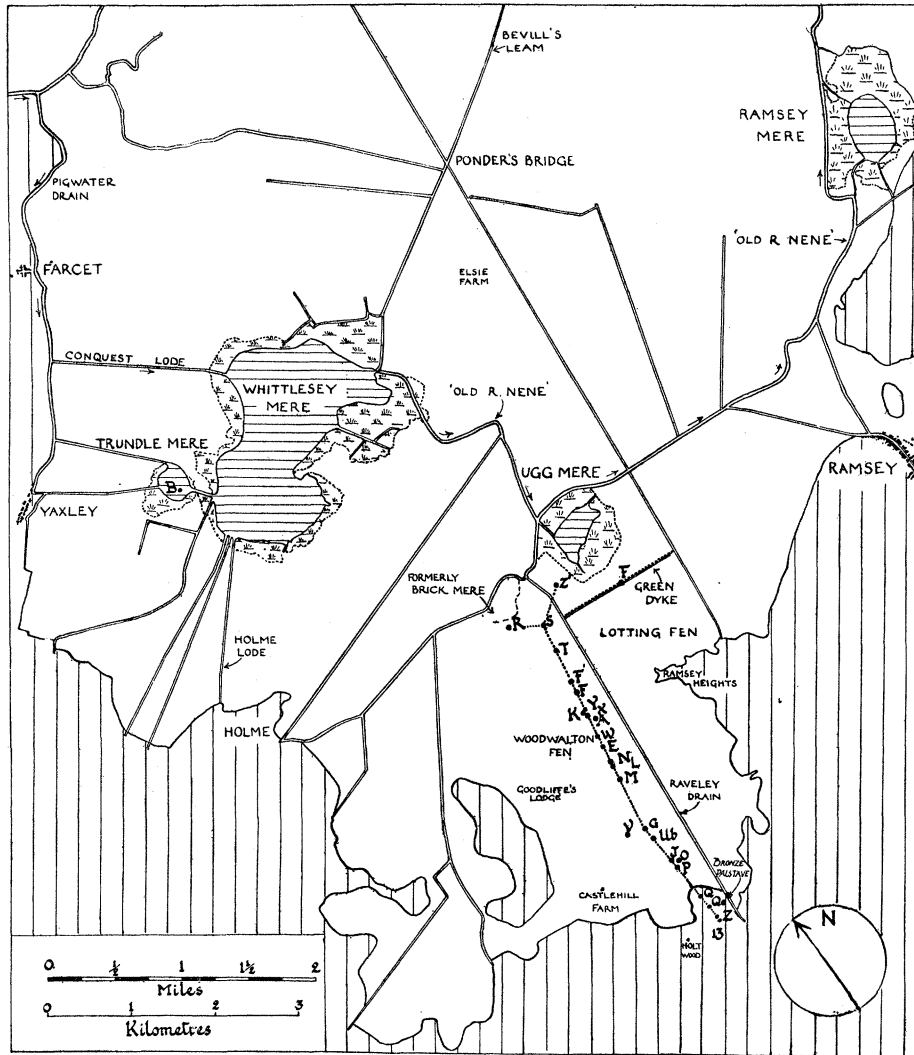 BEVILL'S
LEAM
RAMSEY
MERE
PONDER'S BRIDGE
PIGWATER
DRAIN
'OLD R NENE'
FARCET
ELSIE
FARM
CONQUEST LODE
WHITTLESEY
MERE
'OLD R. NENE'
TRUNDLE MERE
UGG MERE
RAMSEY
B
YAXLEY
FORMERLY
BRICK MERE
Z'
F
GREEN
DYKE
R
S
LOTTING FEN
HOLME
LODE
T
RAMSEY
HEIGHTS
F'
F
Y
X
K
A
HOLME
WOODWALTON
FEN
W
E
N
L
M
GOODLIFFE'S
LODGE
RAVELEY
DRAIN
V
G
Ub
J
O
P
BRONZE
PALSTAVE
CASTLEHILL
FARM
Q
Q
Z
13
HOLT
WOOD
N
0 ½ 1 1½ 2
Miles
0 1 2 3
Kilometres